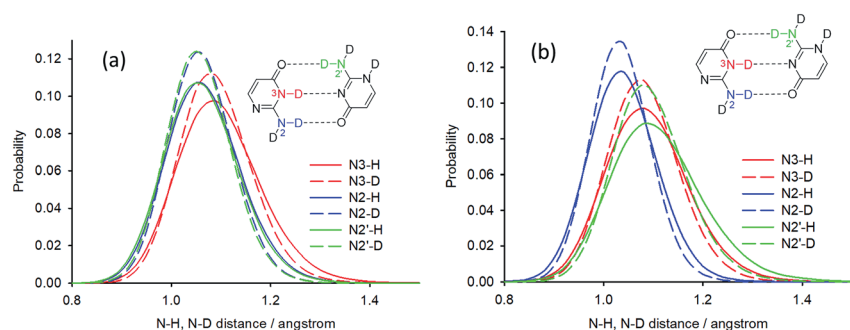 (a)
Probability
0.14
0.12
0.10
0.08
0.06
0.04
0.02
0.00
0.8
1.0
1.2
1.4
N-H, N-D distance / angstrom
O
D
N
2'
D
N
D
3
N
D
N
N
N
2
D
D
O
N3-H
N3-D
N2-H
N2-D
N2'-H
N2'-D
(b)
Probability
0.14
0.12
0.10
0.08
0.06
0.04
0.02
0.00
0.8
1.0
1.2
1.4
N-H, N-D distance / angstrom
D
O
D
N
2'
D
N
3
N
D
N
N
N
2
D
D
O
N3-H
N3-D
N2-H
N2-D
N2'-H
N2'-D